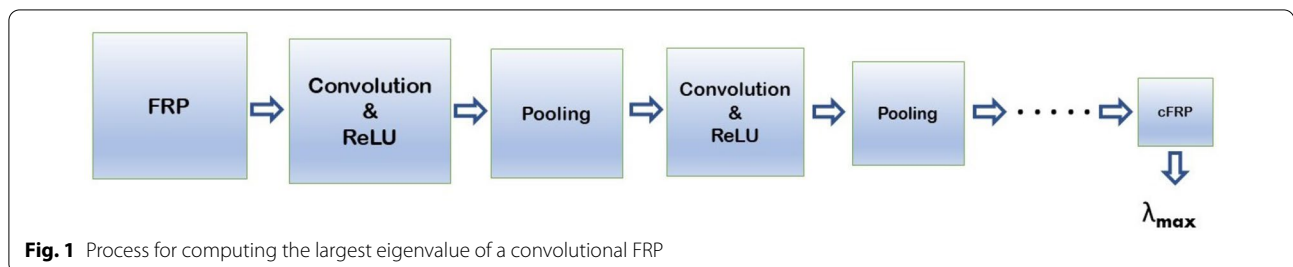 FRP
Convolution
&
ReLU
Pooling
Convolution
&
ReLU
Pooling
.....
cFRP
λmax
Fig. 1 Process for computing the largest eigenvalue of a convolutional FRP